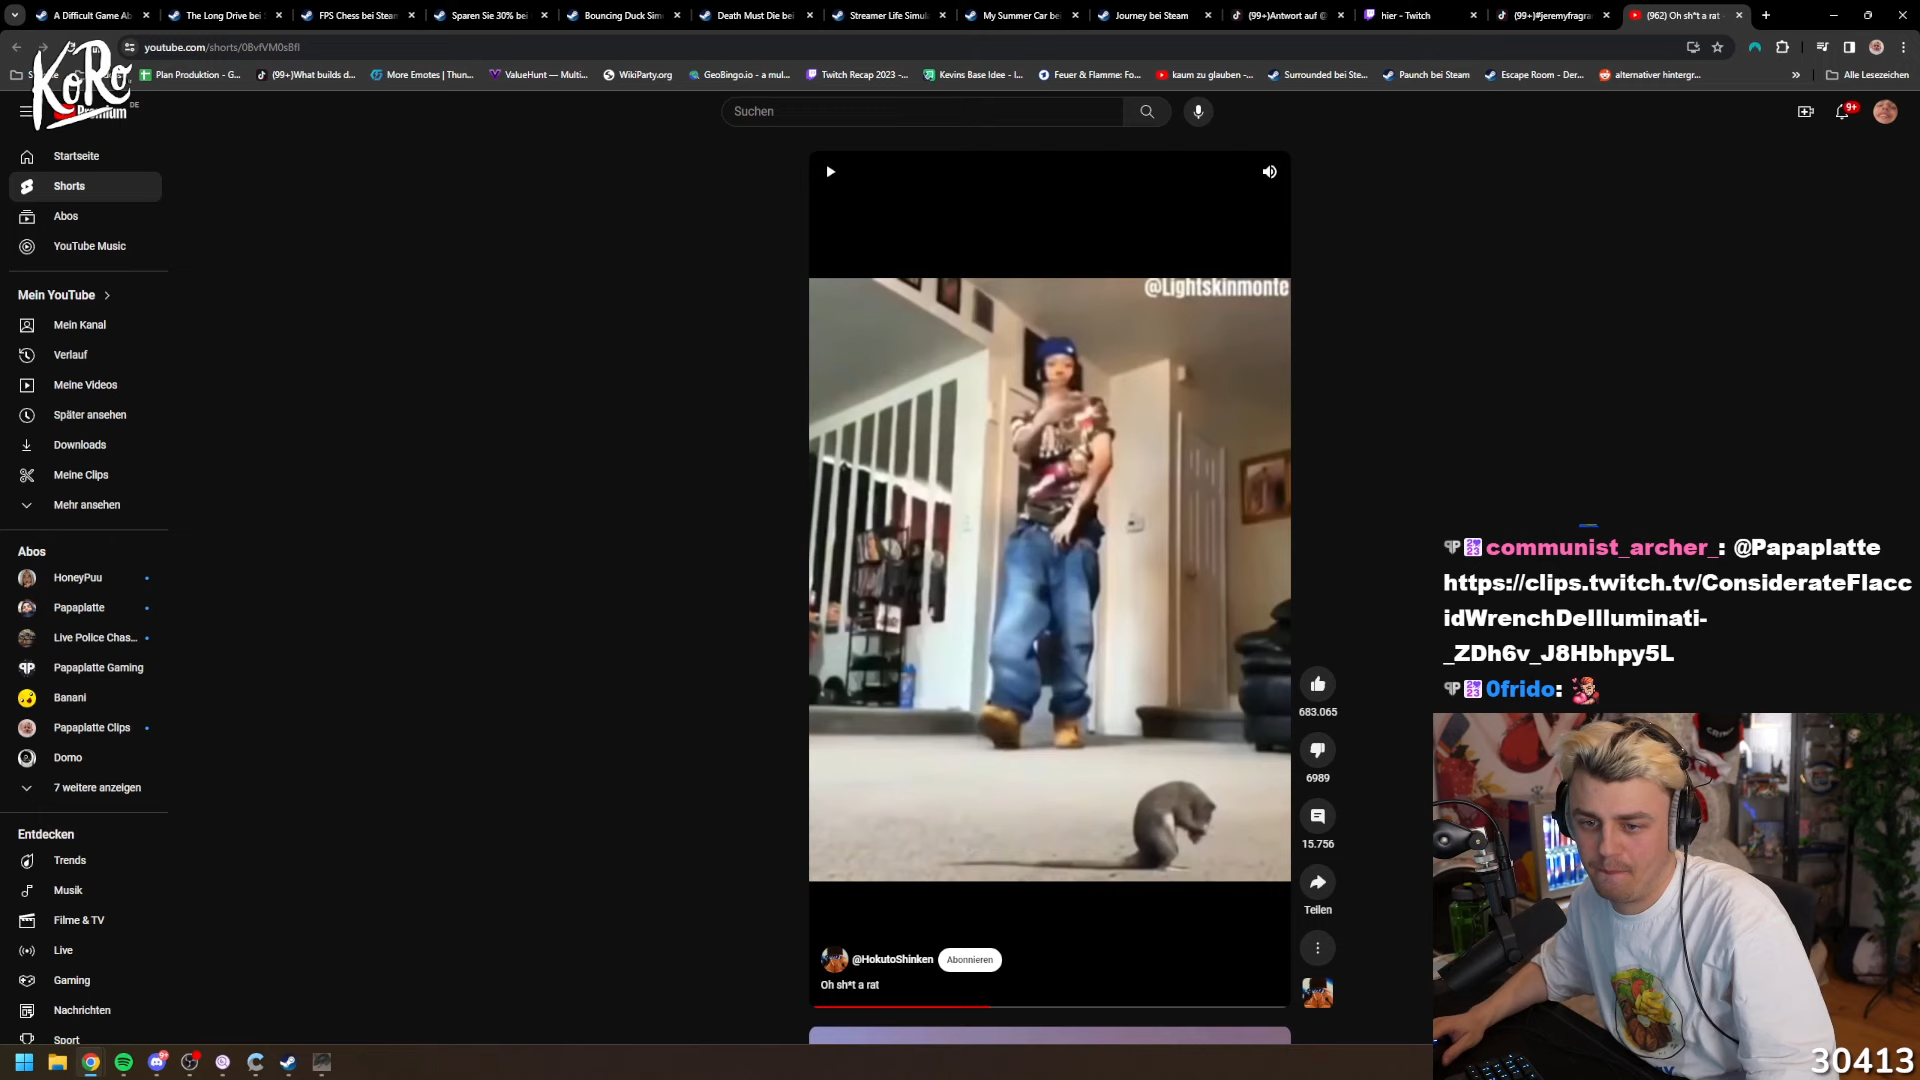 A Difficult Game Ab
The Long Drive bei
FPS Chess bei Steam
Sparen Sie 30% bei
Bouncing Duck Sim
Death Must Die bei
Streamer Life Simul
My Summer Car bei
Journey bei Steam
(99+)Antwort auf @
hier - Twitch
(99+)#jeremyfragra
(962) Oh sh*t a rat
youtube.com/shorts/0BvfVM0sBfI
Plan Produktion - G...
(99+)What builds d...
More Emotes | Thun...
ValueHunt — Multi...
WikiParty.org
GeoBingo.io - a mul...
Twitch Recap 2023 -...
Kevins Base Idee - I...
Feuer & Flamme: Fo...
kaum zu glauben -...
Surrounded bei Ste...
Paunch bei Steam
Escape Room - Der...
alternativer hintergr...
Alle Lesezeichen
KoRo
Premium
DE
Suchen
9+
Startseite
Shorts
Abos
YouTube Music
Mein YouTube
Mein Kanal
Verlauf
Meine Videos
Später ansehen
Downloads
Meine Clips
Mehr ansehen
Abos
HoneyPuu
Papaplatte
Live Police Chas...
Papaplatte Gaming
Banani
Papaplatte Clips
Domo
7 weitere anzeigen
Entdecken
Trends
Musik
Filme & TV
Live
Gaming
Nachrichten
Sport
@Lightskinmonte
683.065
6989
15.756
Teilen
@HokutoShinken
Abonnieren
Oh sh*t a rat
communist_archer_: @Papaplatte
https://clips.twitch.tv/ConsiderateFlacc
idWrenchDeIlluminati-
_ZDh6v_J8Hbhpy5L
0frido:
30413